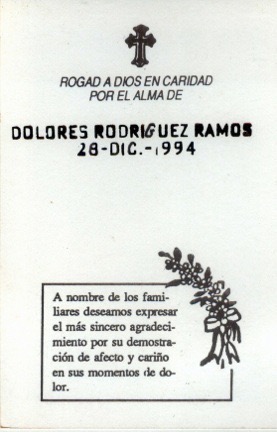 ROGAD A DIOS EN CARIDAD
POR EL ALMA DE
DOLORES RODRIGUEZ RAMOS
28-DIC.-1994
A nombre de los fami-
liares deseamos expresar
el más sincero agradeci-
miento por su demostra-
ción de afecto y cariño
en sus momentos de do-
lor.